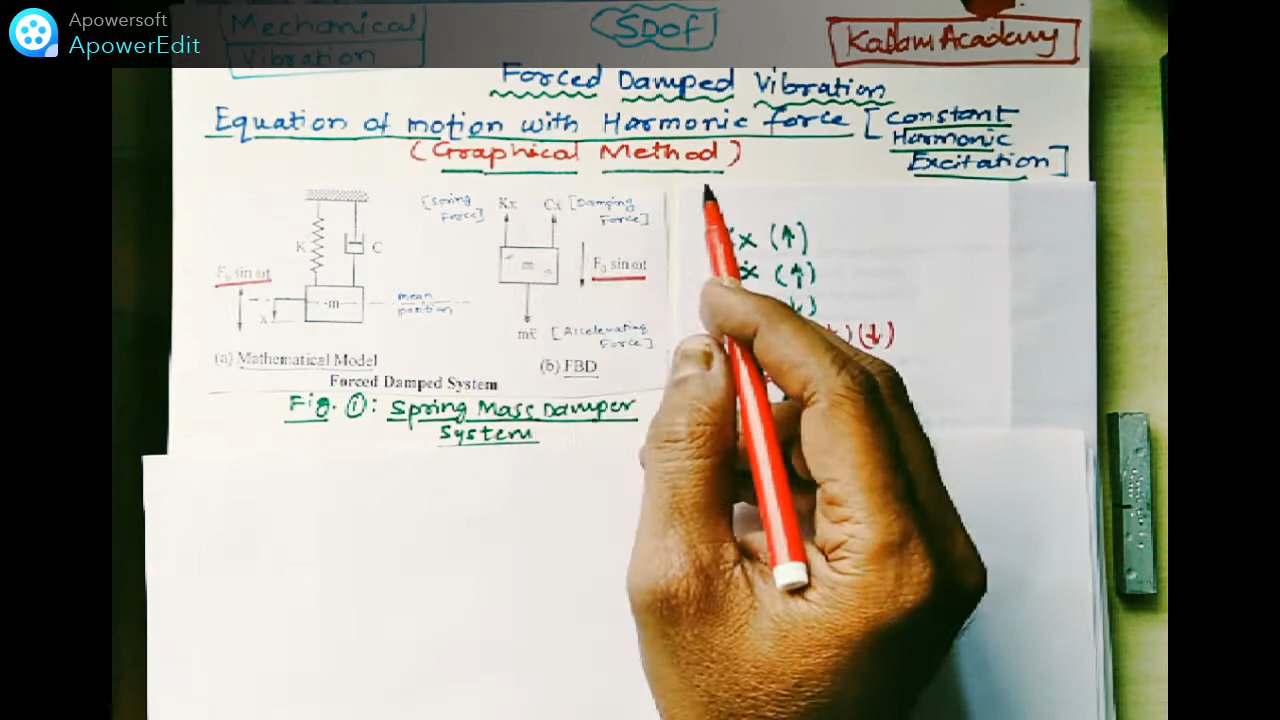 Apowersoft
ApowerEdit
Mechanical
Vibration
SDOF
Kadam Academy
Forced Damped Vibration
Equation of motion with Harmonic force [Constant
Harmonic
Excitation]
(Graphical Method)
[Spring
Force]
Kx
Cẋ
[Damping
Force]
K
C
F₀ sin ωt
m
F₀ sin ωt
x
m
mean
position
mẍ
[Accelerating
Force]
(a) Mathematical Model
(b) FBD
Forced Damped System
Fig. ①: Spring Mass Damper
System
x (↑)
ẋ (↑)
(↓)